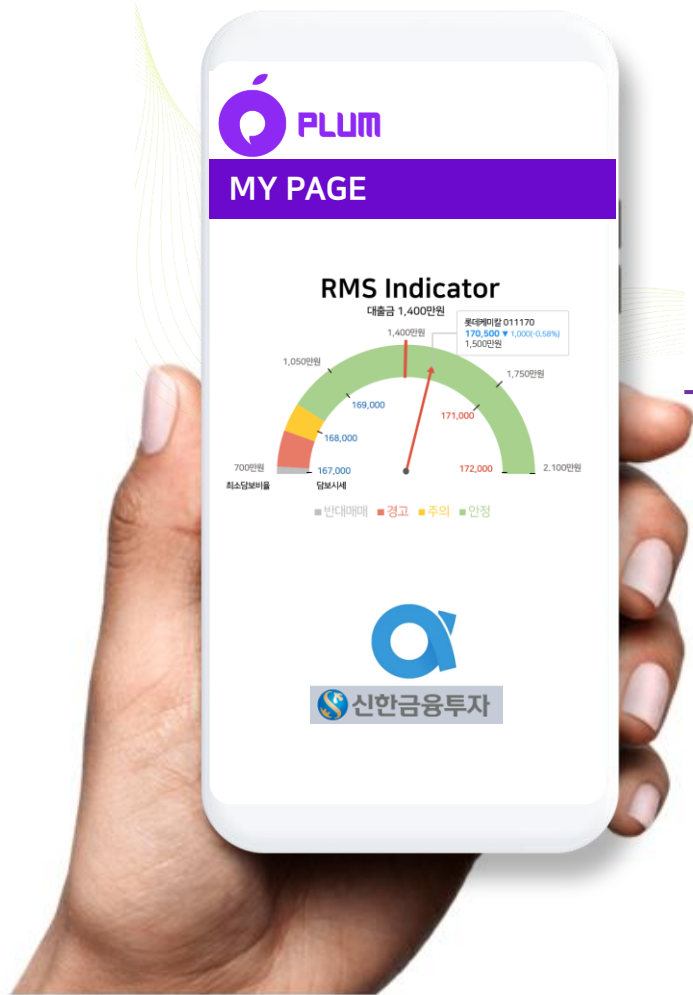 PLUM
MY PAGE
RMS Indicator
대출금 1,400만원
롯데케미칼 011170
170,500 ▼ 1,000(-0.58%)
1,500만원
1,400만원
1,050만원
1,750만원
169,000
171,000
168,000
700만원
167,000
172,000
2.100만원
최소담보비율
담보시세
■반대매매 ■경고 ■주의 ■안정
신한금융투자